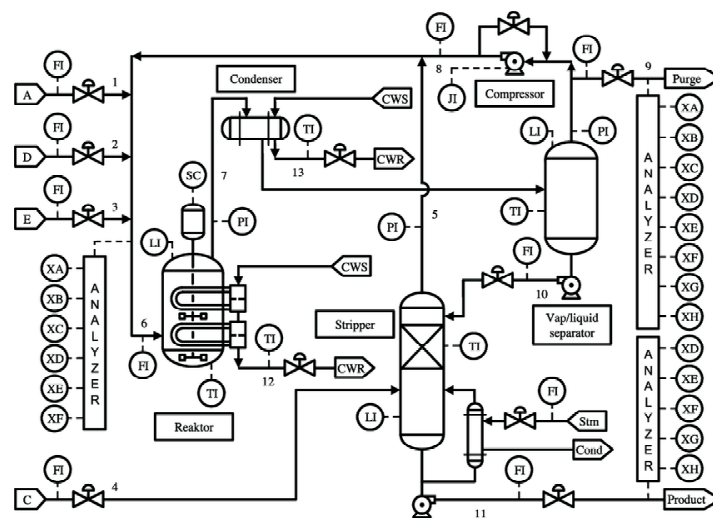 FI
8
FI
9
Purge
FI
A
1
Condenser
CWS
JI
Compressor
XA
FI
D
2
TI
CWR
13
LI
PI
XB
SC
7
XC
FI
E
3
PI
PI
5
TI
XD
LI
XE
ANALYZER
XA
CWS
FI
XF
XB
10
XG
XC
ANALYZER
6
FI
Stripper
Vap/liquid
separator
XH
XD
TI
TI
XD
XE
12
CWR
XE
XF
TI
LI
FI
XF
Reaktor
Stm
ANALYZER
XG
Cond
XH
FI
C
4
FI
11
Product